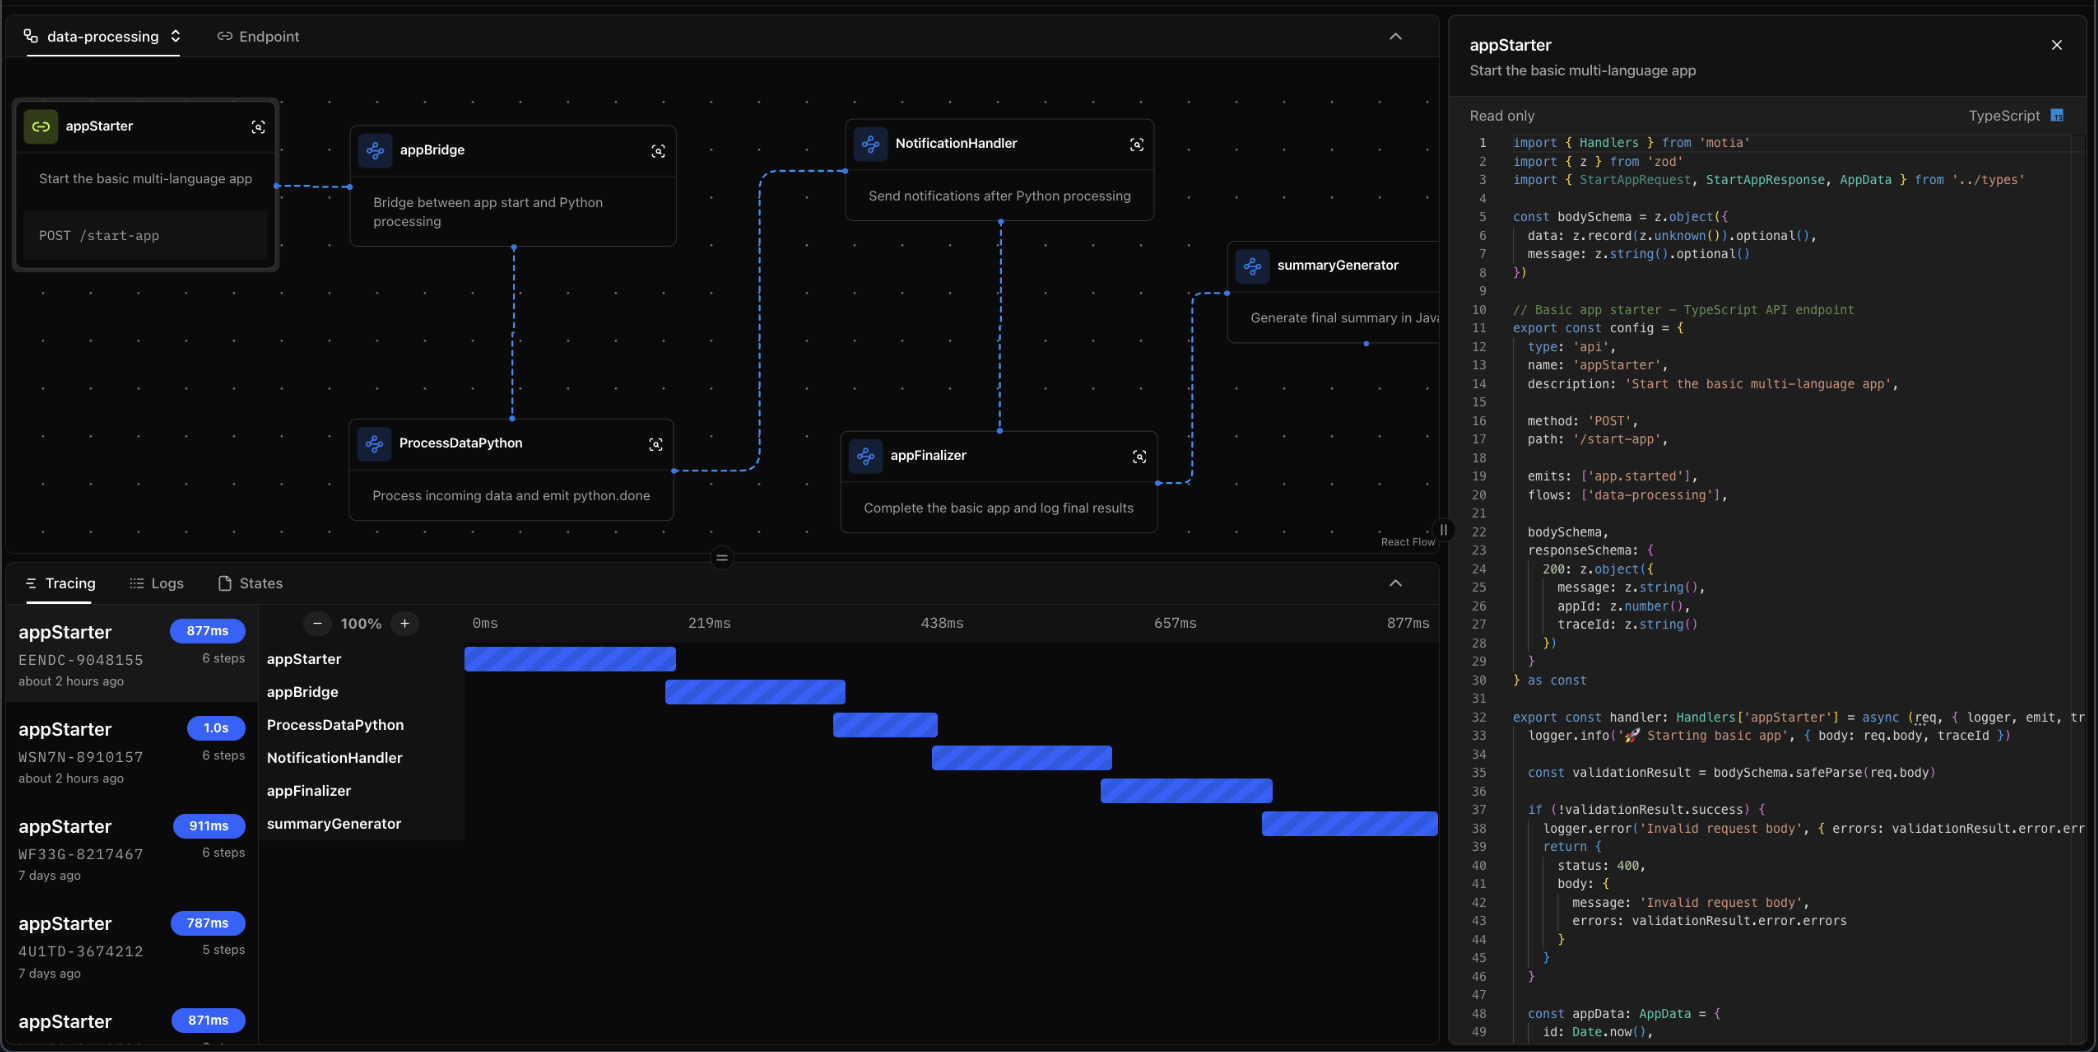 data-processing
Endpoint
appStarter
Start the basic multi-language app
POST /start-app
appBridge
Bridge between app start and Python
processing
NotificationHandler
Send notifications after Python processing
summaryGenerator
Generate final summary in Java
ProcessDataPython
Process incoming data and emit python.done
appFinalizer
Complete the basic app and log final results
React Flow
Tracing
Logs
States
appStarter
877ms
EENDC-9048155
6 steps
about 2 hours ago
appStarter
1.0s
WSN7N-8910157
6 steps
about 2 hours ago
appStarter
911ms
WF33G-8217467
6 steps
7 days ago
appStarter
787ms
4U1TD-3674212
5 steps
7 days ago
appStarter
871ms
− 100% +
0ms 219ms 438ms 657ms 877ms
appStarter
appBridge
ProcessDataPython
NotificationHandler
appFinalizer
summaryGenerator
appStarter
Start the basic multi-language app
Read only
TypeScript
TS
1 import { Handlers } from 'motia'
2 import { z } from 'zod'
3 import { StartAppRequest, StartAppResponse, AppData } from '../types'
4
5 const bodySchema = z.object({
6 data: z.record(z.unknown()).optional(),
7 message: z.string().optional()
8 })
9
10 // Basic app starter - TypeScript API endpoint
11 export const config = {
12 type: 'api',
13 name: 'appStarter',
14 description: 'Start the basic multi-language app',
15
16 method: 'POST',
17 path: '/start-app',
18
19 emits: ['app.started'],
20 flows: ['data-processing'],
21
22 bodySchema,
23 responseSchema: {
24 200: z.object({
25 message: z.string(),
26 appId: z.number(),
27 traceId: z.string()
28 })
29 }
30 } as const
31
32 export const handler: Handlers['appStarter'] = async (req, { logger, emit, tr
33 logger.info('🚀 Starting basic app', { body: req.body, traceId })
34
35 const validationResult = bodySchema.safeParse(req.body)
36
37 if (!validationResult.success) {
38 logger.error('Invalid request body', { errors: validationResult.error.err
39 return {
40 status: 400,
41 body: {
42 message: 'Invalid request body',
43 errors: validationResult.error.errors
44 }
45 }
46 }
47
48 const appData: AppData = {
49 id: Date.now(),